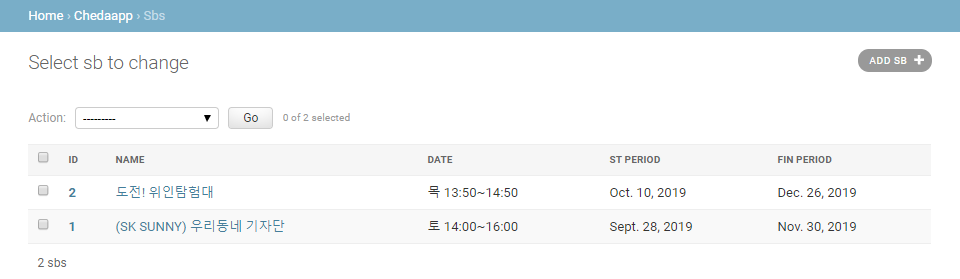 Home › Chedaapp › Sbs
Select sb to change
ADD SB +
Action: --------- Go 0 of 2 selected
ID NAME DATE ST PERIOD FIN PERIOD
2 도전! 위인탐험대 목 13:50~14:50 Oct. 10, 2019 Dec. 26, 2019
1 (SK SUNNY) 우리동네 기자단 토 14:00~16:00 Sept. 28, 2019 Nov. 30, 2019
2 sbs